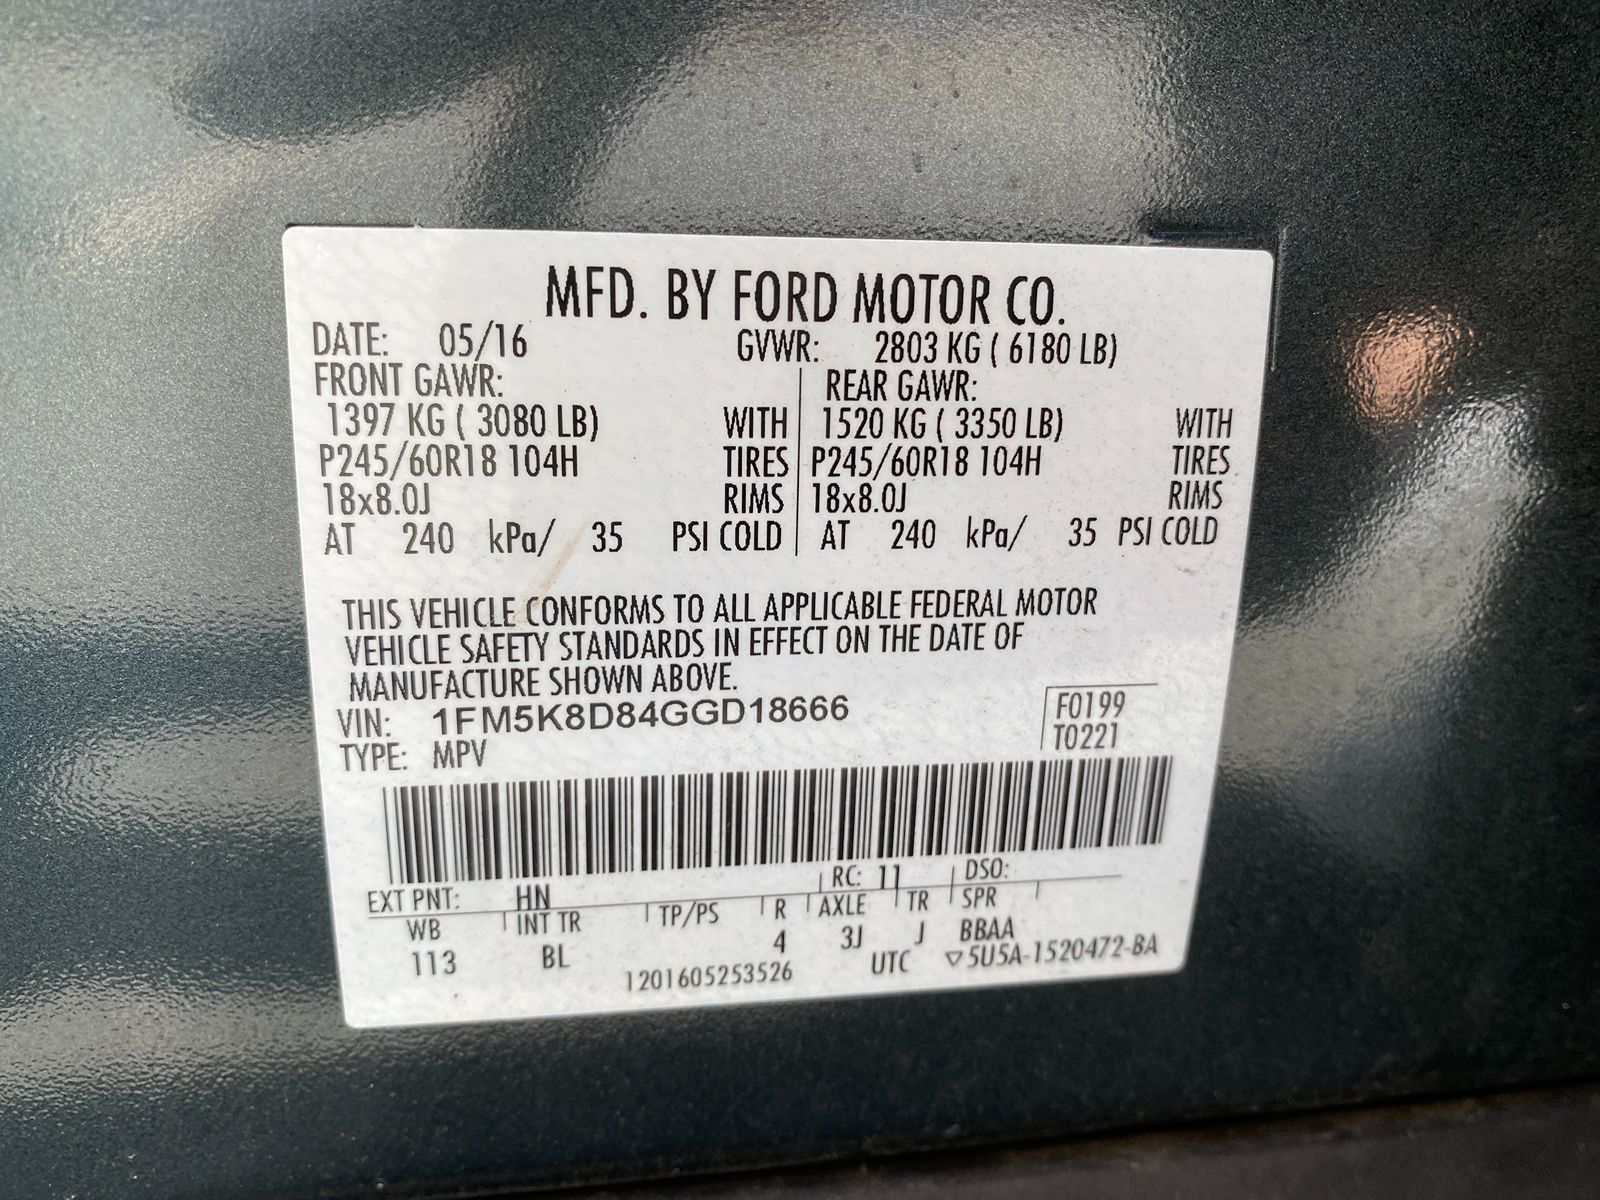 MFD. BY FORD MOTOR CO.
DATE: 05/16 GVWR: 2803 KG ( 6180 LB)
FRONT GAWR: REAR GAWR:
1397 KG ( 3080 LB) WITH 1520 KG ( 3350 LB) WITH
P245/60R18 104H TIRES P245/60R18 104H TIRES
18x8.0J RIMS 18x8.0J RIMS
AT 240 kPa/ 35 PSI COLD AT 240 kPa/ 35 PSI COLD
THIS VEHICLE CONFORMS TO ALL APPLICABLE FEDERAL MOTOR
VEHICLE SAFETY STANDARDS IN EFFECT ON THE DATE OF
MANUFACTURE SHOWN ABOVE.
VIN: 1FM5K8D84GGD18666 F0199
TYPE: MPV T0221
EXT PNT: HN RC: 11 DSO:
WB INT TR TP/PS R AXLE TR SPR
113 BL 4 3J J BBAA
1201605253526 UTC ▽5U5A-1520472-BA